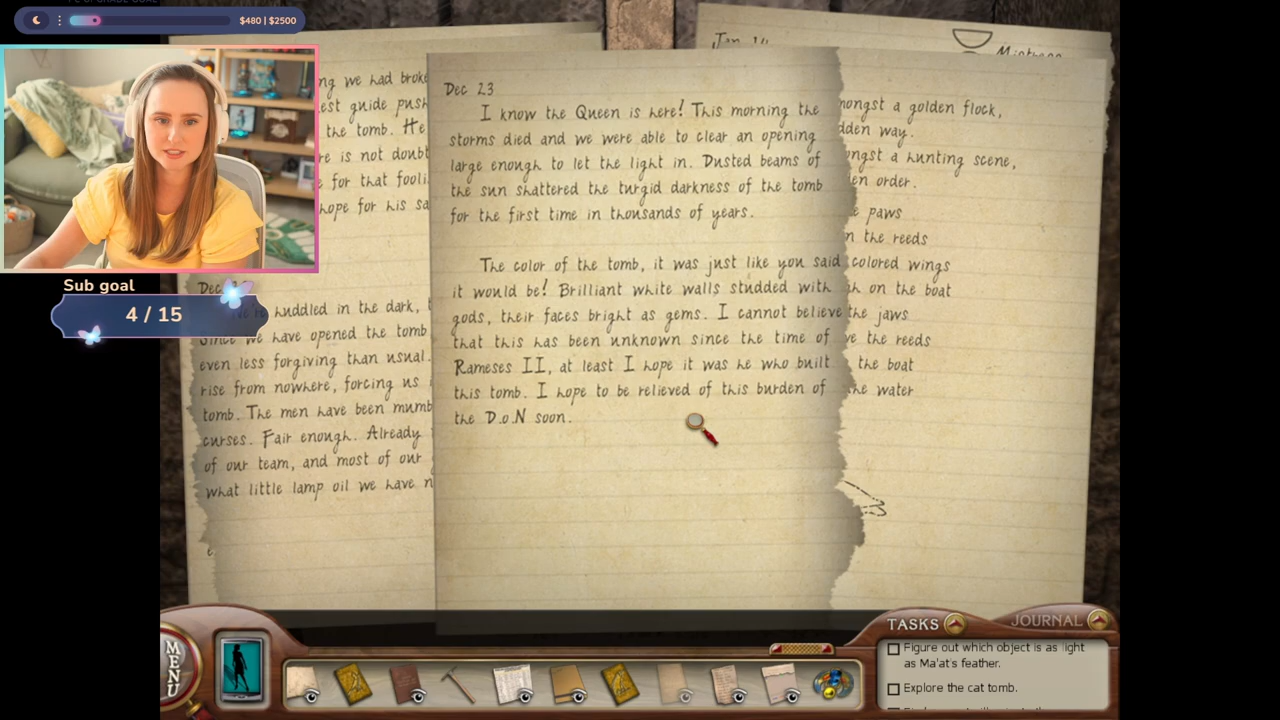 $480 | $2500
Sub goal
4 / 15
ng we had broke
est guide push
the tomb. He
re is not doubt
for that fooli
hope for his sa
Dec
huddled in the dark,
Since we have opened the tomb
even less forgiving than usual.
rise from nowhere, forcing us
tomb. The men have been mumb
curses. Fair enough. Already
of our team, and most of our
what little lamp oil we have n
Dec 23
I know the Queen is here! This morning the
storms died and we were able to clear an opening
large enough to let the light in. Dusted beams of
the sun shattered the turgid darkness of the tomb
for the first time in thousands of years.
The color of the tomb, it was just like you said
it would be! Brilliant white walls studded with
gods, their faces bright as gems. I cannot believe
that this has been unknown since the time of
Rameses II, at least I hope it was he who built
this tomb. I hope to be relieved of this burden of
the D.o.N soon.
Jan 14
Mistress
mongst a golden flock,
dden way.
ongst a hunting scene,
en order.
e paws
n the reeds
colored wings
sh on the boat
the jaws
ve the reeds
the boat
he water
MENU
TASKS
JOURNAL
Figure out which object is as light
as Ma'at's feather.
Explore the cat tomb.